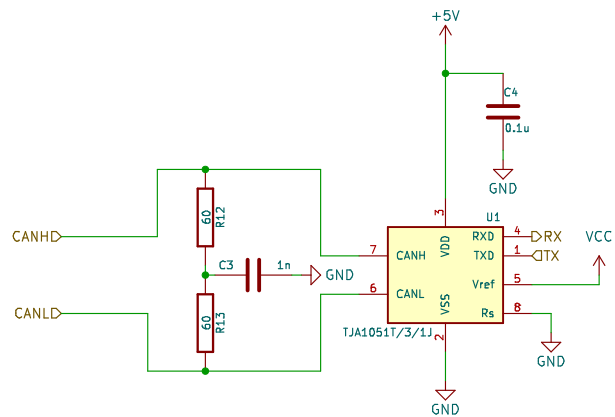 +5V
C4
0.1u
GND
U1
3
VDD
RXD 4 RX
TXD 1 TX
VCC
CANH
60
R12
7 CANH
C3 1n GND
Vref 5
6 CANL
CANL
60
R13
VSS
Rs 8
TJA1051T/3/1J
2
GND
GND